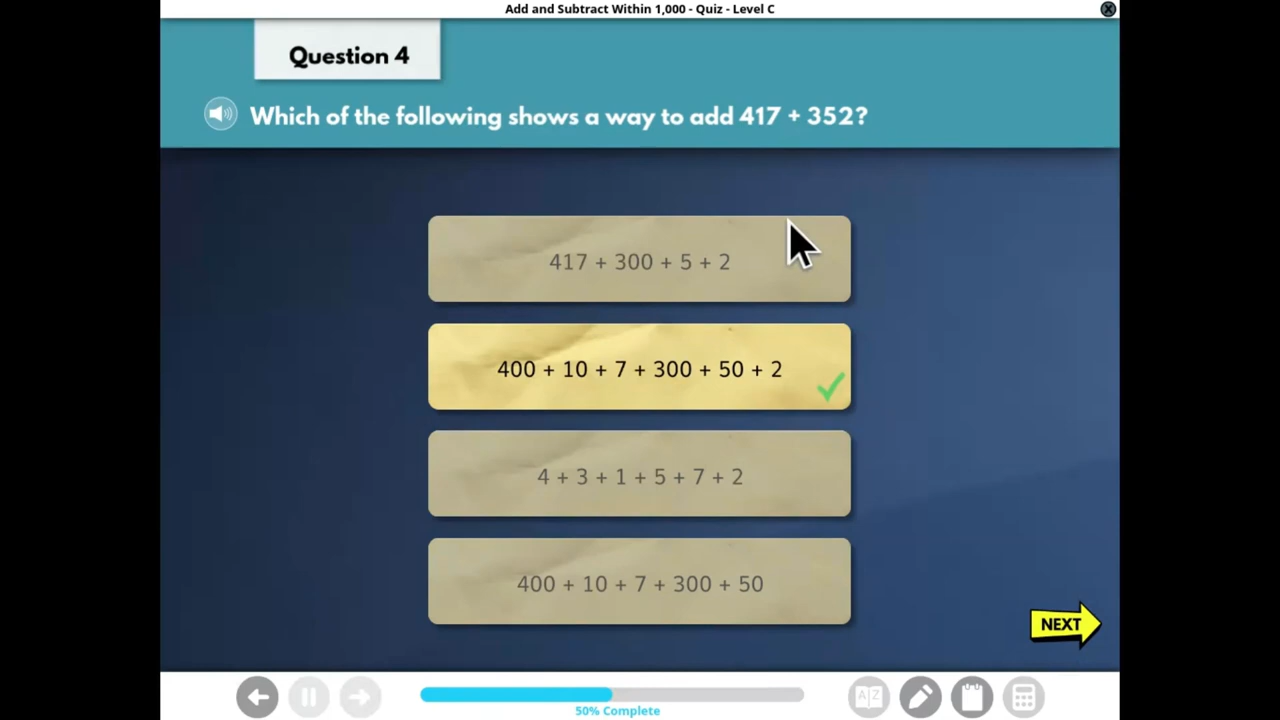 Add and Subtract Within 1,000 - Quiz - Level C
Question 4
Which of the following shows a way to add 417 + 352?
417 + 300 + 5 + 2
400 + 10 + 7 + 300 + 50 + 2
4 + 3 + 1 + 5 + 7 + 2
400 + 10 + 7 + 300 + 50
NEXT
A Z
50% Complete